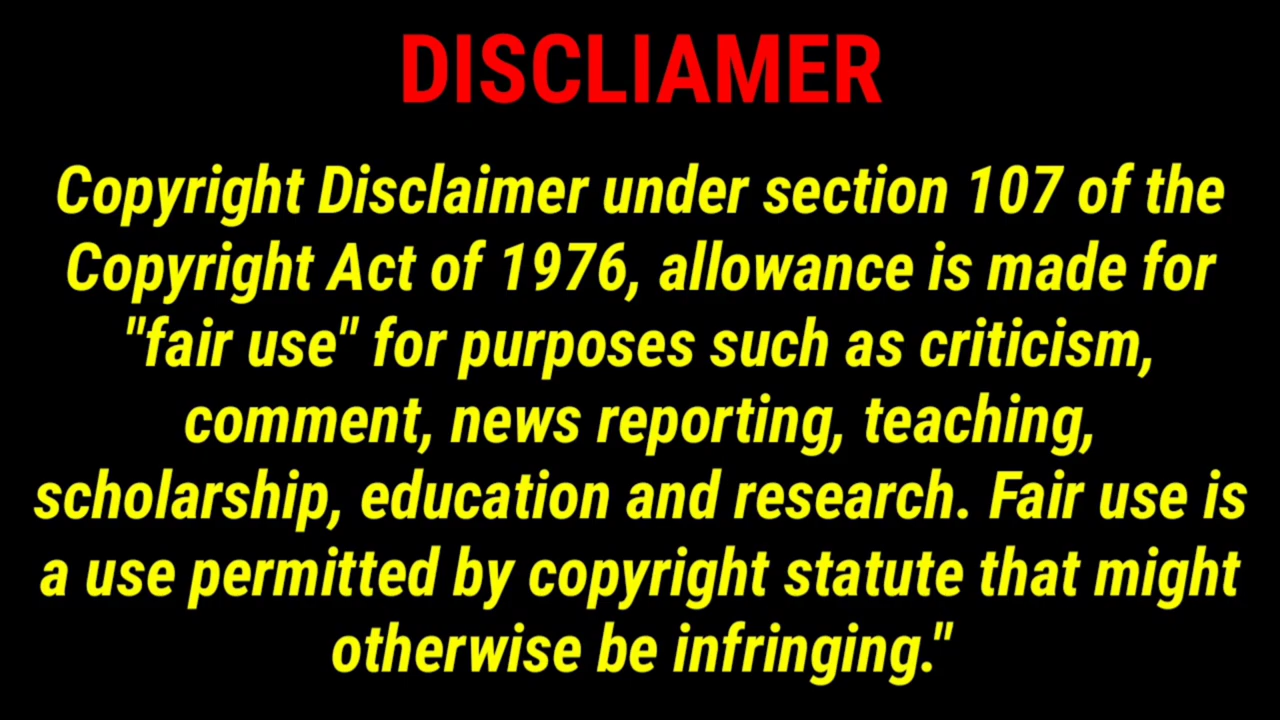 DISCLIAMER
Copyright Disclaimer under section 107 of the
Copyright Act of 1976, allowance is made for
"fair use" for purposes such as criticism,
comment, news reporting, teaching,
scholarship, education and research. Fair use is
a use permitted by copyright statute that might
otherwise be infringing."